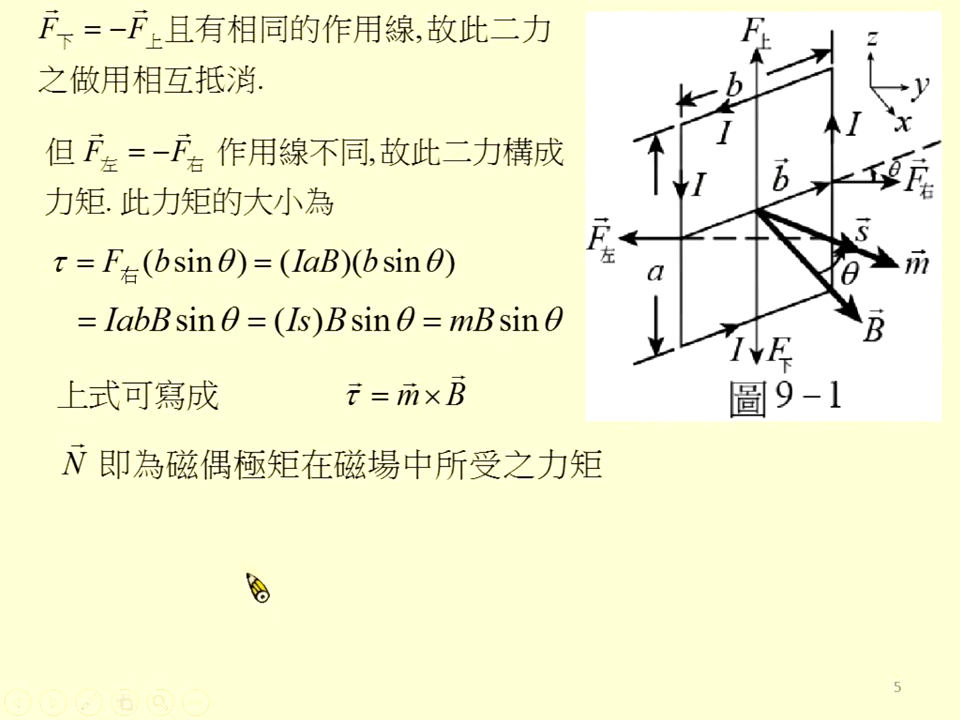 F⃗下 = −F⃗上且有相同的作用線,故此二力
之做用相互抵消.
但 F⃗左 = −F⃗右 作用線不同,故此二力構成
力矩. 此力矩的大小為
τ = F右(b sin θ) = (IaB)(b sin θ)
= IabB sin θ = (Is)B sin θ = mB sin θ
上式可寫成 τ⃗ = m⃗ × B⃗
N⃗ 即為磁偶極矩在磁場中所受之力矩
F⃗上
z
b
y
I
I
x
I
b⃗
θ
F⃗右
F⃗左
s⃗
m⃗
a
θ
B⃗
I
F⃗下
圖 9 − 1
5